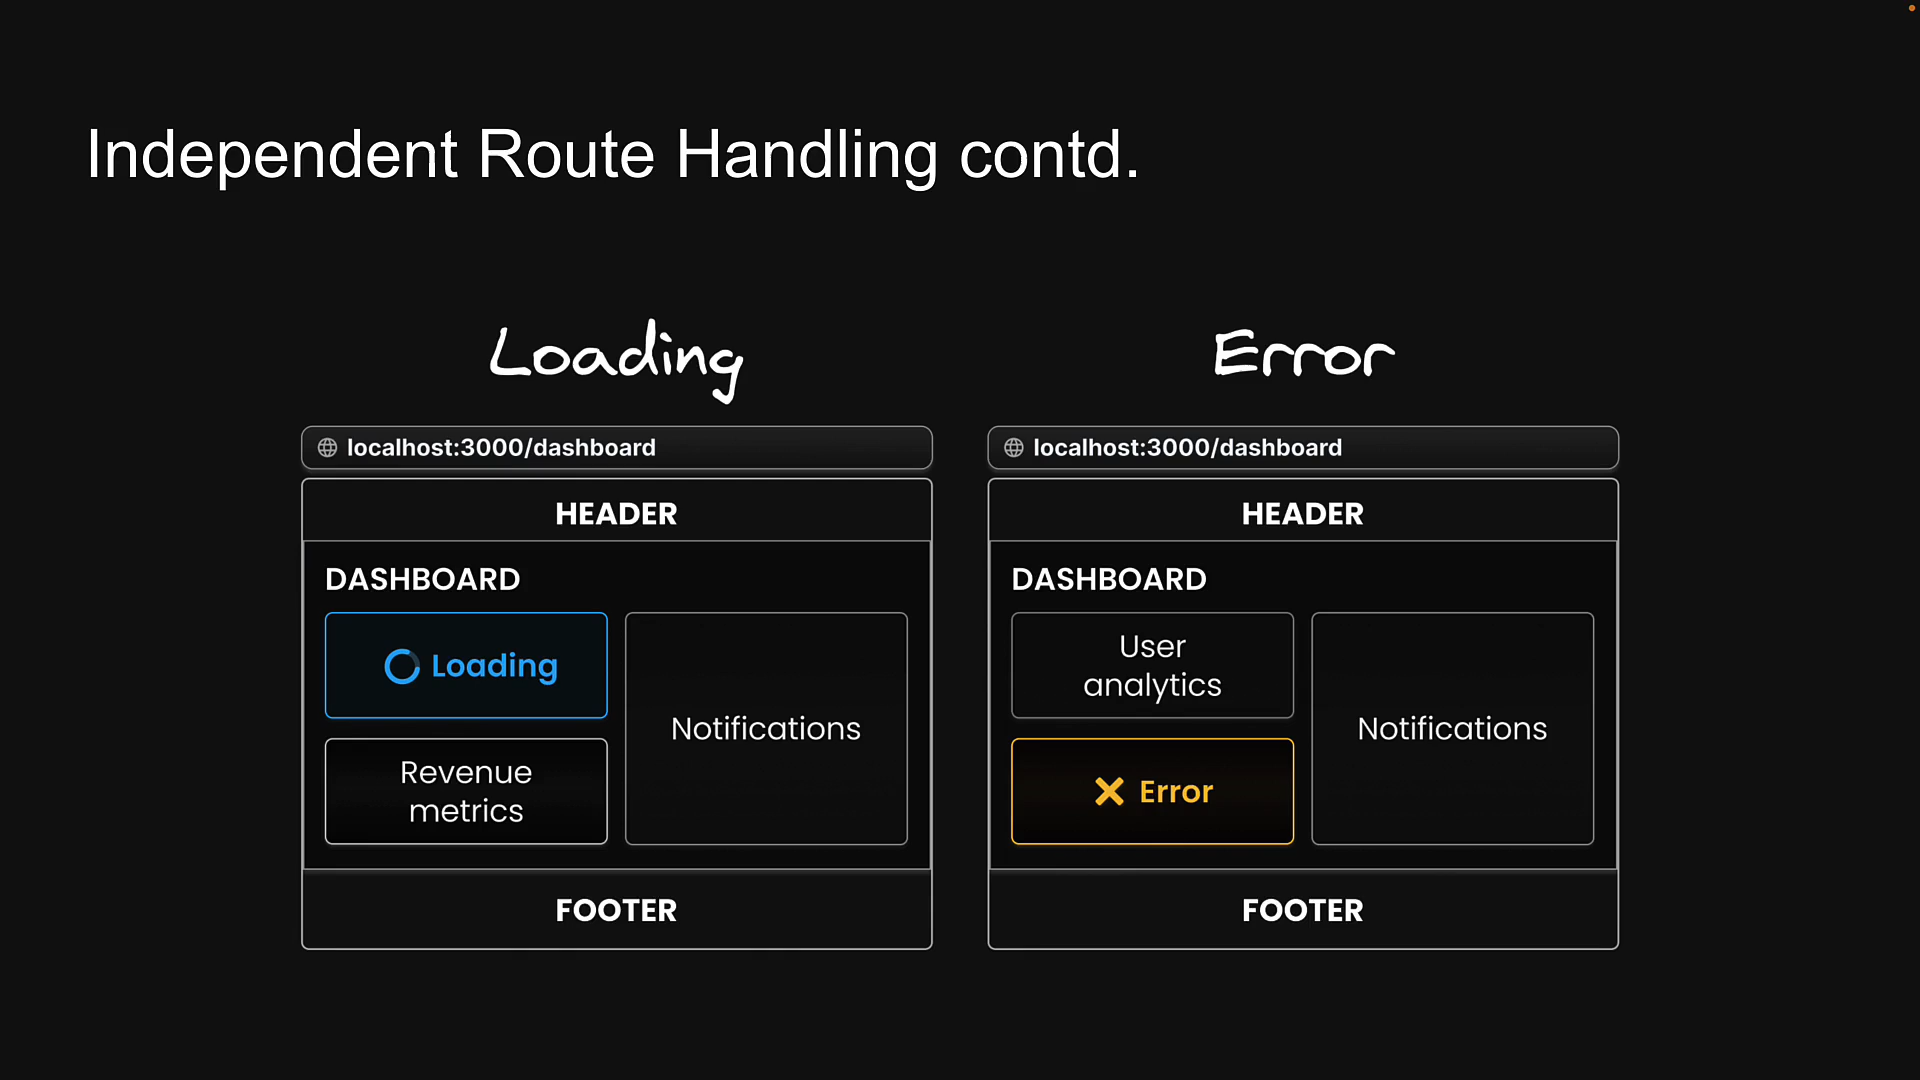 Independent Route Handling contd.
Loading
localhost:3000/dashboard
HEADER
DASHBOARD
Loading
Revenue
metrics
Notifications
FOOTER
Error
localhost:3000/dashboard
HEADER
DASHBOARD
User
analytics
Error
Notifications
FOOTER